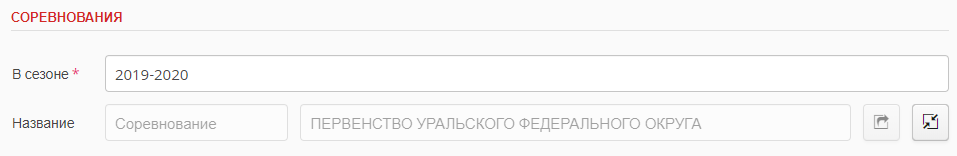 СОРЕВНОВАНИЯ
В сезоне * 2019-2020
Название Соревнование ПЕРВЕНСТВО УРАЛЬСКОГО ФЕДЕРАЛЬНОГО ОКРУГА